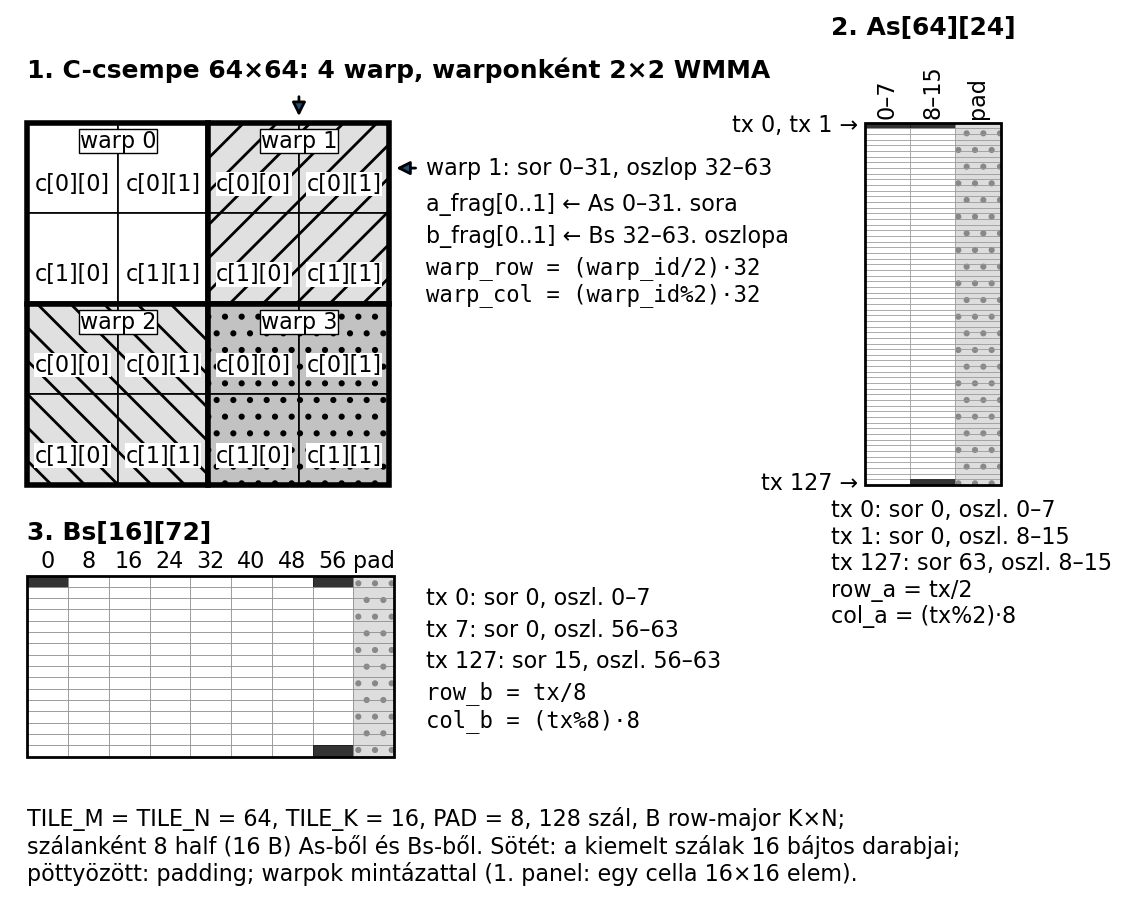 1. C-csempe 64×64: 4 warp, warponként 2×2 WMMA
warp 0
warp 1
c[0][0] c[0][1] c[0][0] c[0][1]
c[1][0] c[1][1] c[1][0] c[1][1]
warp 2
warp 3
c[0][0] c[0][1] c[0][0] c[0][1]
c[1][0] c[1][1] c[1][0] c[1][1]
warp 1: sor 0–31, oszlop 32–63
a_frag[0..1] ← As 0–31. sora
b_frag[0..1] ← Bs 32–63. oszlopa
warp_row = (warp_id/2)·32
warp_col = (warp_id%2)·32
2. As[64][24]
0–7
8–15
pad
tx 0, tx 1 →
tx 127 →
tx 0: sor 0, oszl. 0–7
tx 1: sor 0, oszl. 8–15
tx 127: sor 63, oszl. 8–15
row_a = tx/2
col_a = (tx%2)·8
3. Bs[16][72]
0 8 16 24 32 40 48 56 pad
tx 0: sor 0, oszl. 0–7
tx 7: sor 0, oszl. 56–63
tx 127: sor 15, oszl. 56–63
row_b = tx/8
col_b = (tx%8)·8
TILE_M = TILE_N = 64, TILE_K = 16, PAD = 8, 128 szál, B row-major K×N;
szálanként 8 half (16 B) As-ből és Bs-ből. Sötét: a kiemelt szálak 16 bájtos darabjai;
pöttyözött: padding; warpok mintázattal (1. panel: egy cella 16×16 elem).